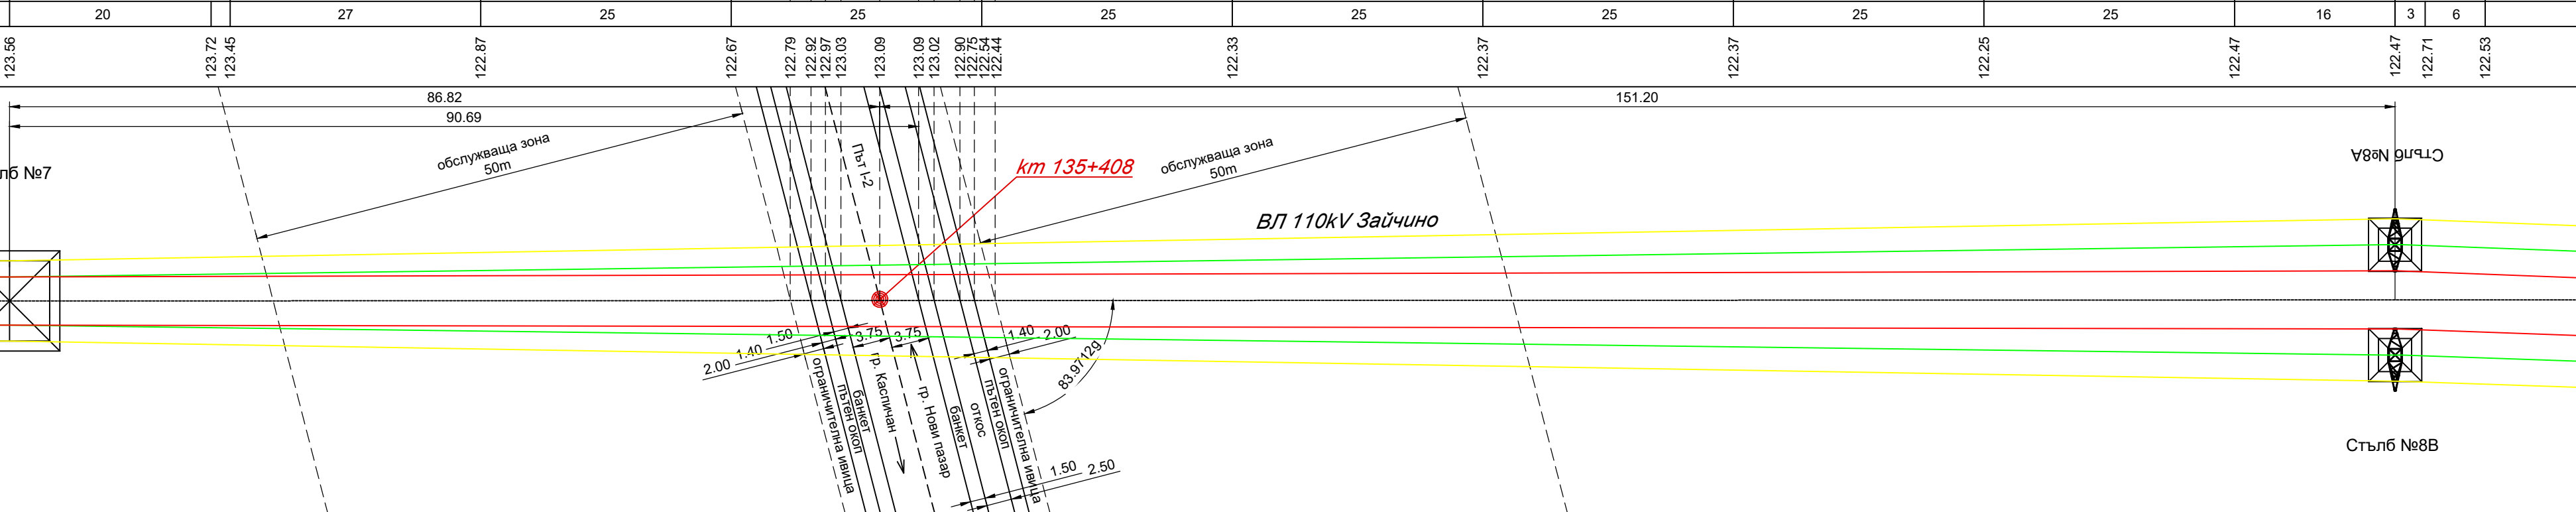 20 27 25 25 25 25 25 25 25 16 3 6
123.56 123.72 123.45 122.87 122.67 122.79 122.92 122.97 123.03 123.09 123.09 123.02 122.90 122.75 122.54 122.44 122.33 122.37 122.37 122.25 122.47 122.47 122.71 122.53
86.82 151.20
90.69
обслужваща зона
50m
Път I-2
km 135+408
обслужваща зона
50m
Стълб №8А
лб №7
ВЛ 110kV Зайчино
2.00 1.40 1.50 3.75 3.75 1.40 2.00
83.9712g
ограничителна ивица
пътен окоп
банкет
гр. Каспичан
гр. Нови пазар
банкет
откос
пътен окоп
ограничителна ивица
1.50 2.50
Стълб №8В